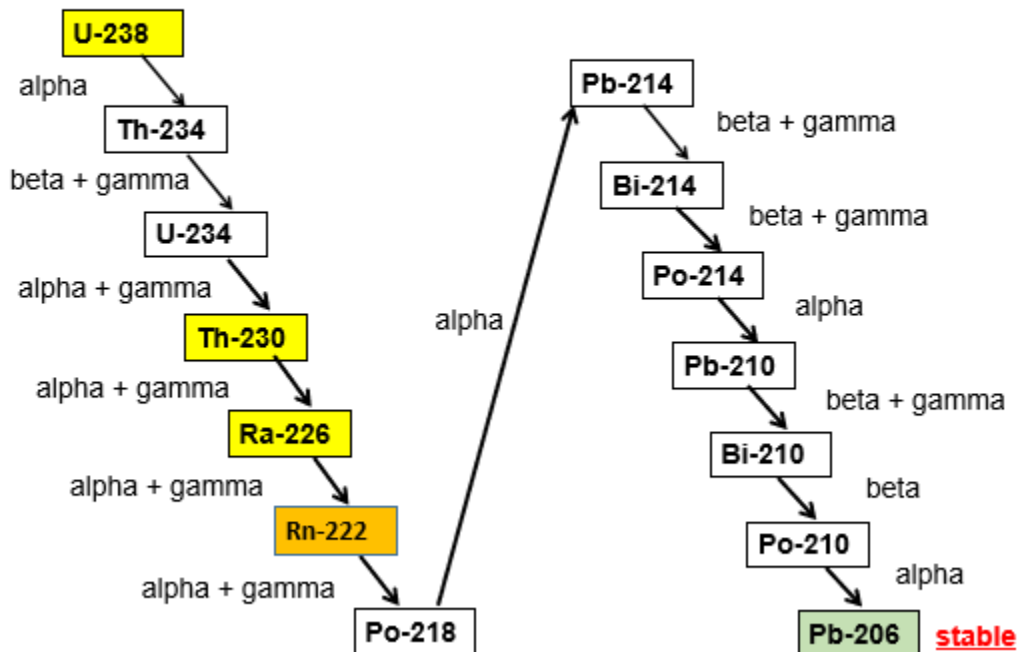 U-238
alpha
Th-234
beta + gamma
U-234
alpha + gamma
Th-230
alpha + gamma
Ra-226
alpha + gamma
Rn-222
alpha + gamma
Po-218
alpha
Pb-214
beta + gamma
Bi-214
beta + gamma
Po-214
alpha
Pb-210
beta + gamma
Bi-210
beta
Po-210
alpha
Pb-206 stable